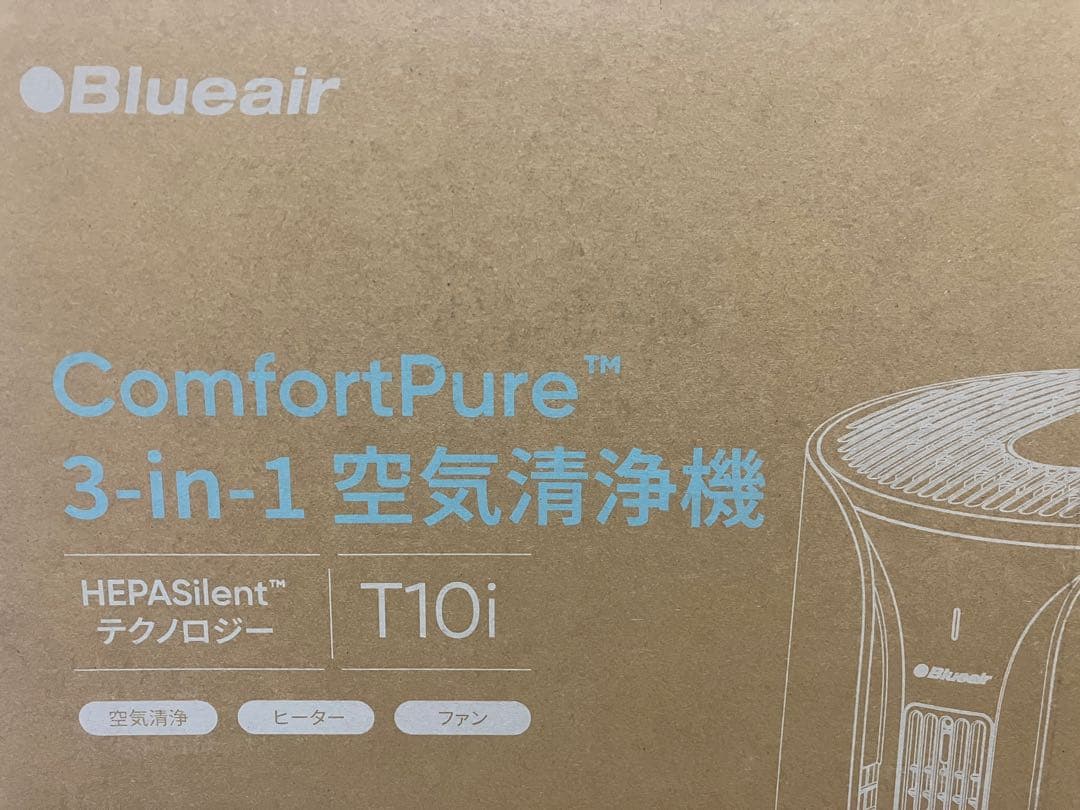 Blueair
ComfortPure™
3-in-1 空気清浄機
HEPASilent™
テクノロジー
T10i
空気清浄 ヒーター ファン
Blueair